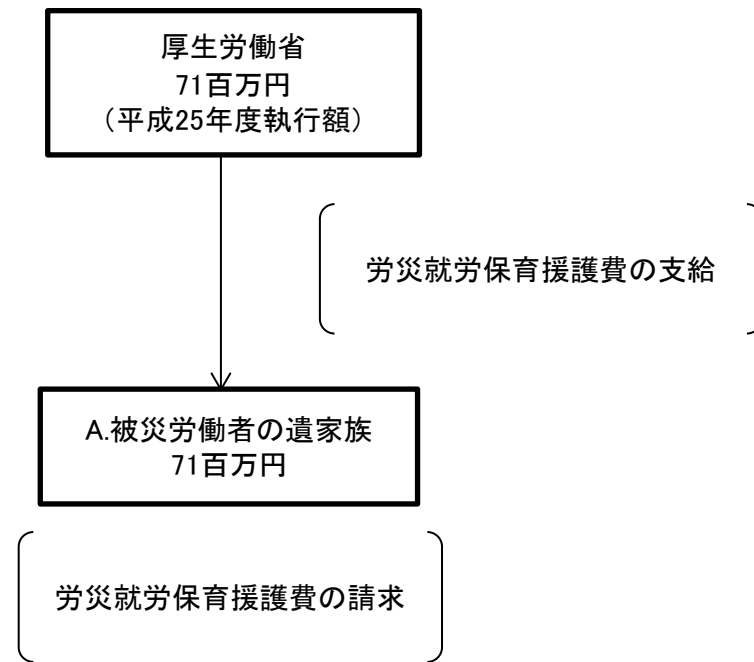 厚生労働省
71百万円
（平成25年度執行額）
労災就労保育援護費の支給
A.被災労働者の遺家族
71百万円
労災就労保育援護費の請求